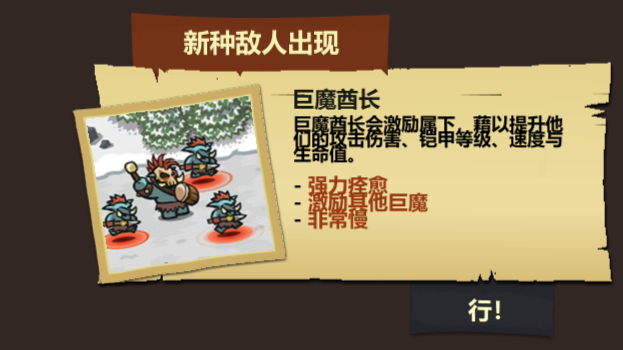 新种敌人出现
巨魔酋长
巨魔酋长会激励属下，藉以提升他
们的攻击伤害、铠甲等级、速度与
生命值。
- 强力痊愈
- 激励其他巨魔
- 非常慢
行！